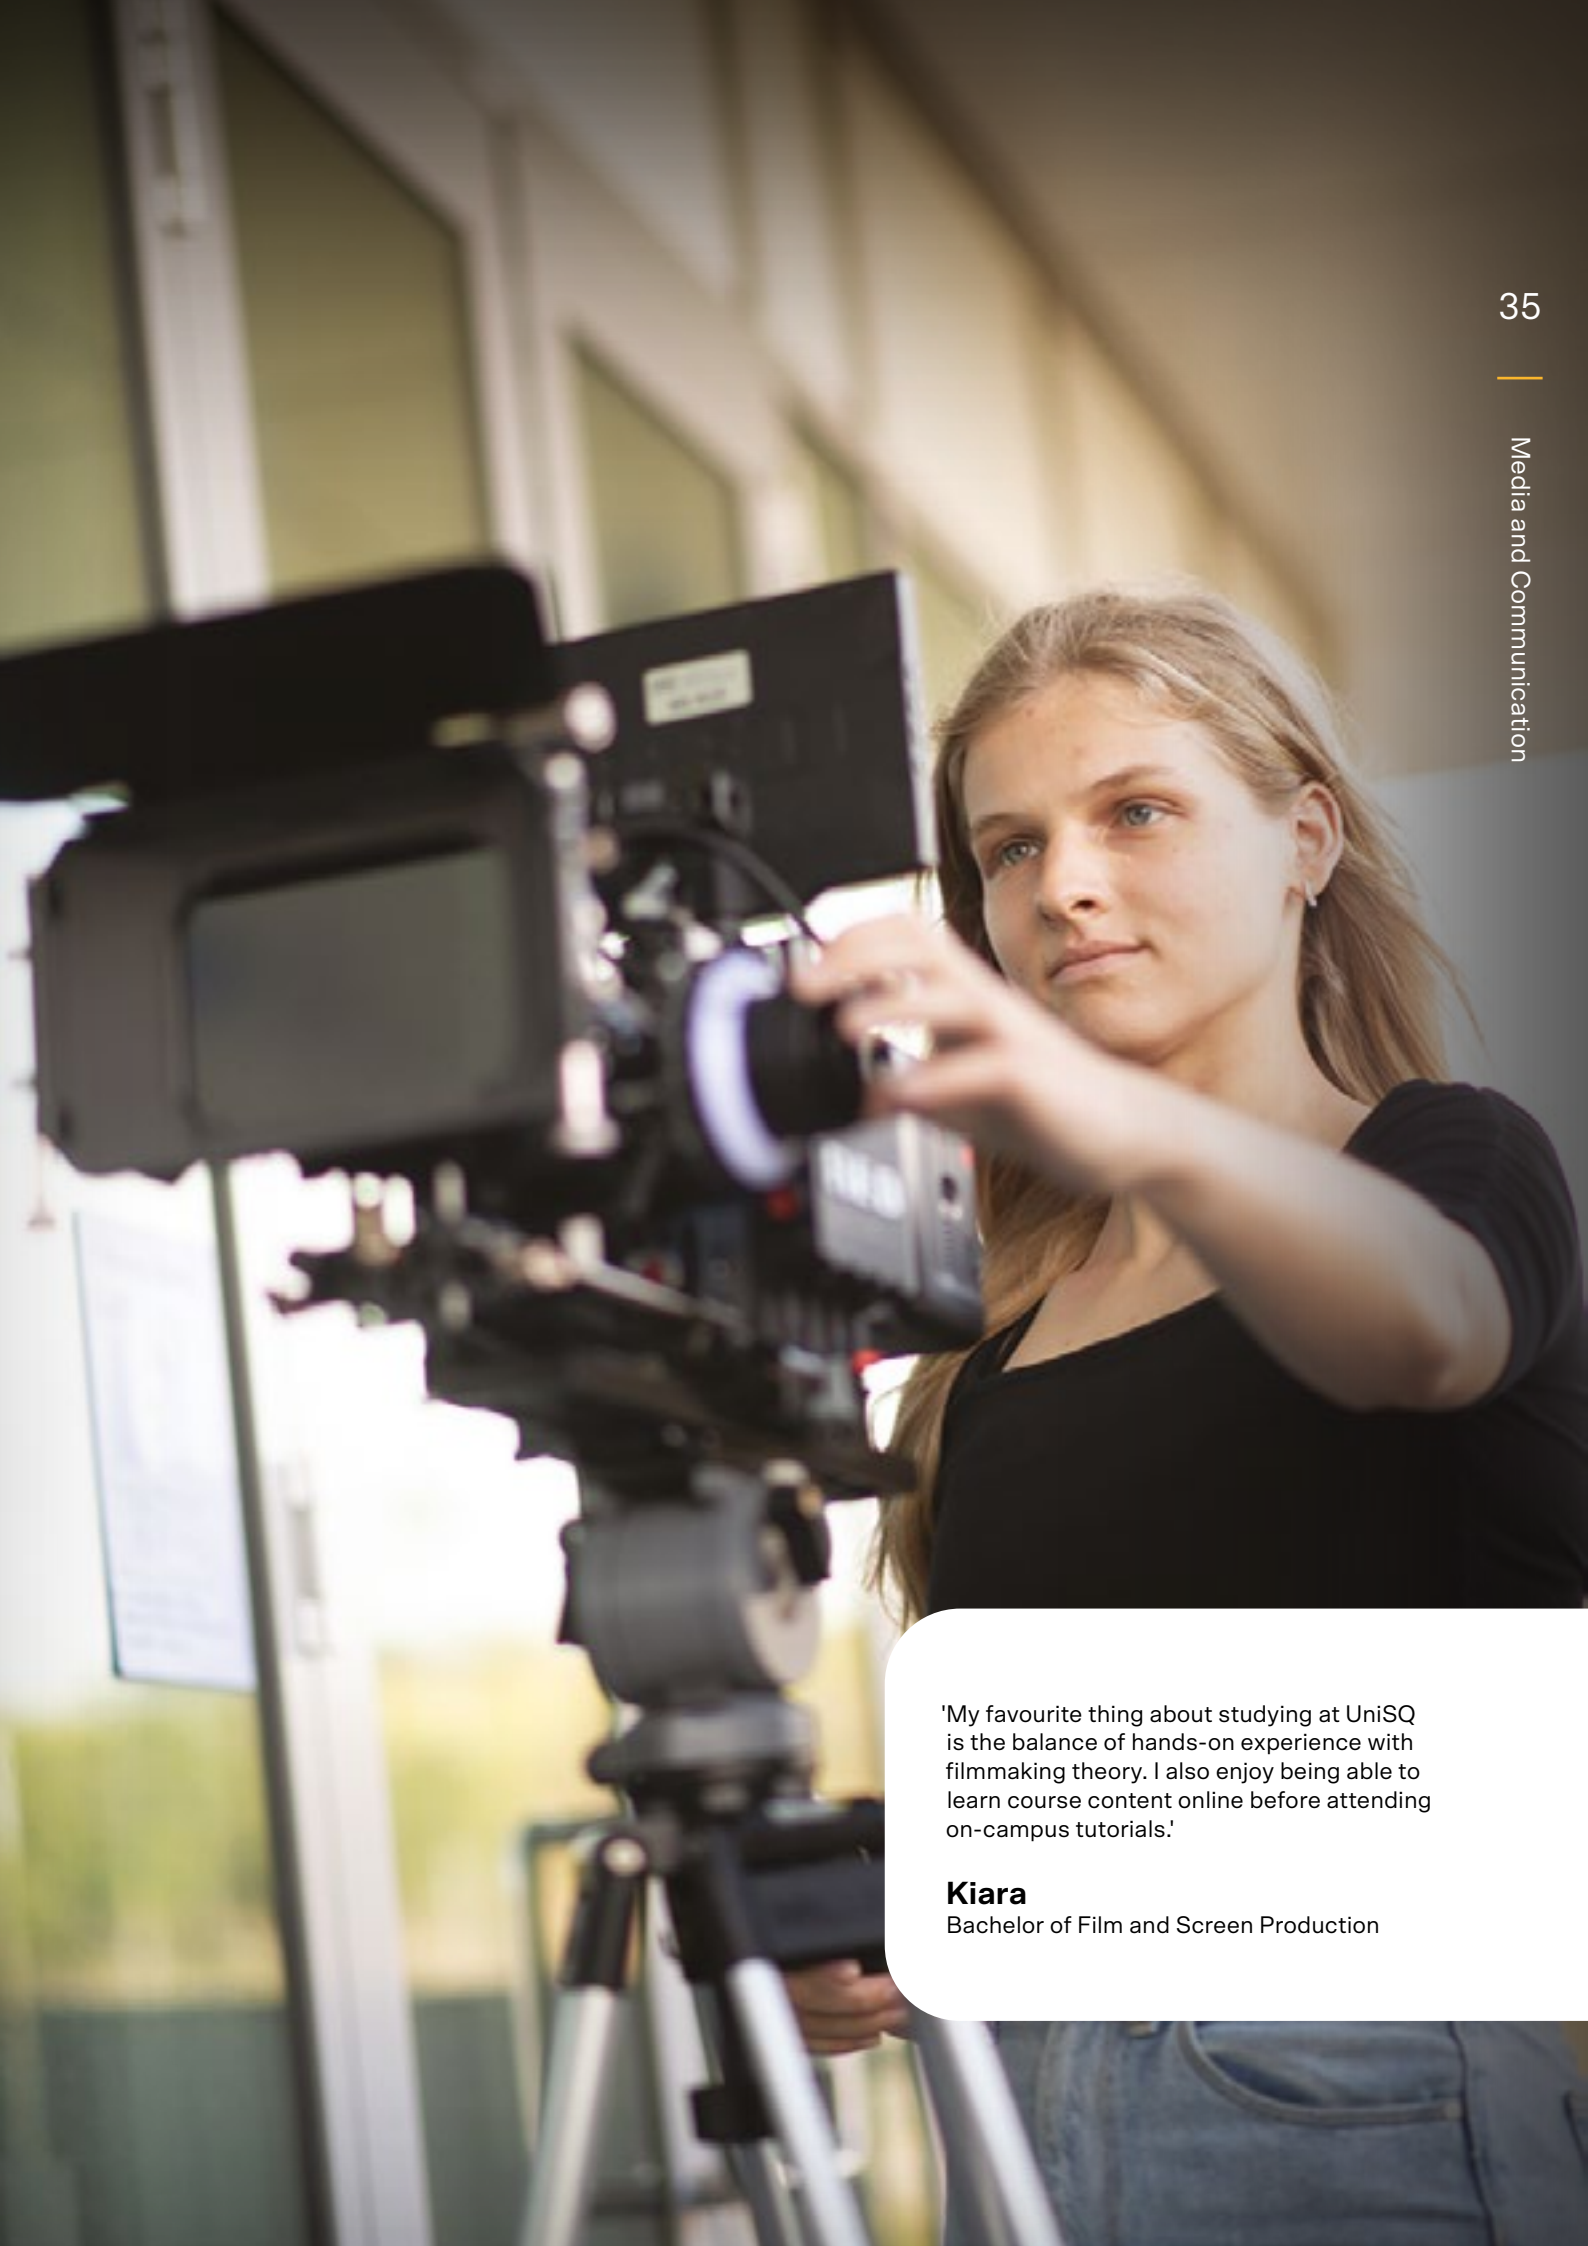 35
Media and Communication
'My favourite thing about studying at UniSQ
is the balance of hands-on experience with
filmmaking theory. I also enjoy being able to
learn course content online before attending
on-campus tutorials.'
Kiara
Bachelor of Film and Screen Production